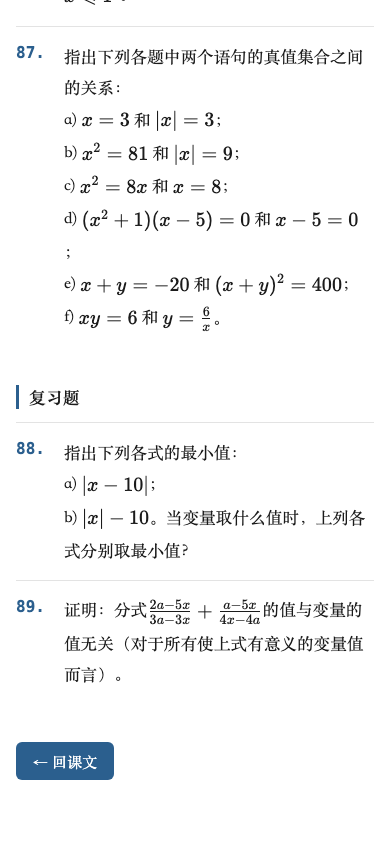 87. 指出下列各题中两个语句的真值集合之间
的关系：
a) x = 3 和 |x| = 3；
b) x² = 81 和 |x| = 9；
c) x² = 8x 和 x = 8；
d) (x² + 1)(x − 5) = 0 和 x − 5 = 0
；
e) x + y = −20 和 (x + y)² = 400；
f) xy = 6 和 y = 6/x。
复习题
88. 指出下列各式的最小值：
a) |x − 10|；
b) |x| − 10。当变量取什么值时，上列各
式分别取最小值？
89. 证明：分式 (2a−5x)/(3a−3x) + (a−5x)/(4x−4a) 的值与变量的
值无关（对于所有使上式有意义的变量值
而言）。
← 回课文